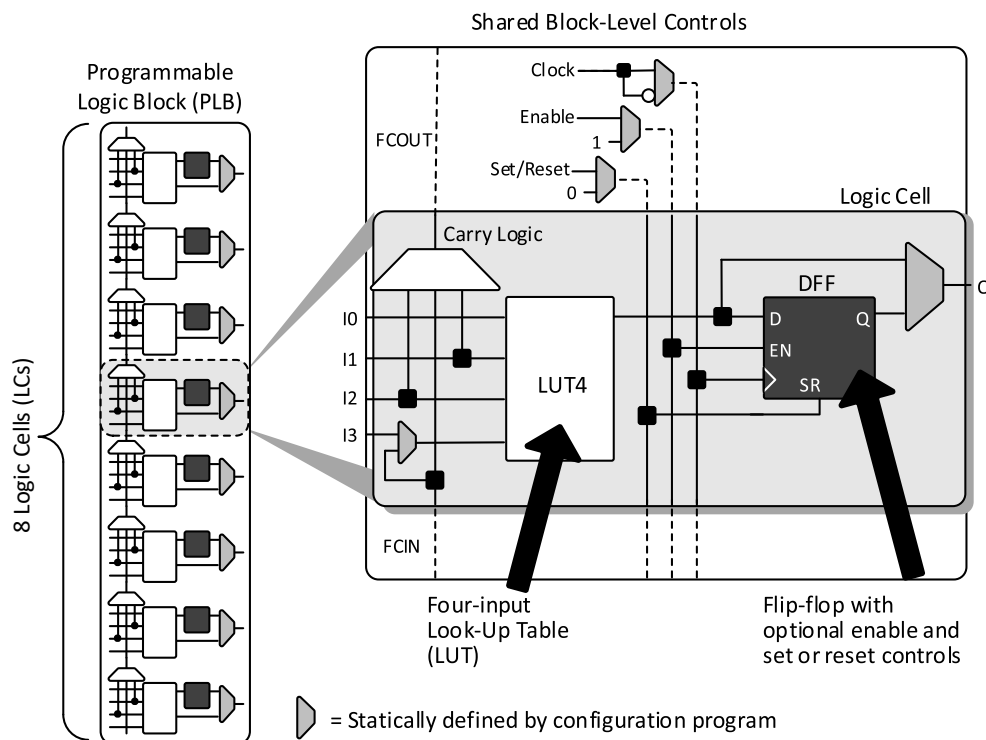 Shared Block-Level Controls
Programmable
Logic Block (PLB)
8 Logic Cells (LCs)
Clock
Enable
1
Set/Reset
0
FCOUT
Logic Cell
Carry Logic
I0
I1
I2
I3
LUT4
DFF
D
Q
EN
SR
FCIN
Four-input
Look-Up Table
(LUT)
Flip-flop with
optional enable and
set or reset controls
= Statically defined by configuration program